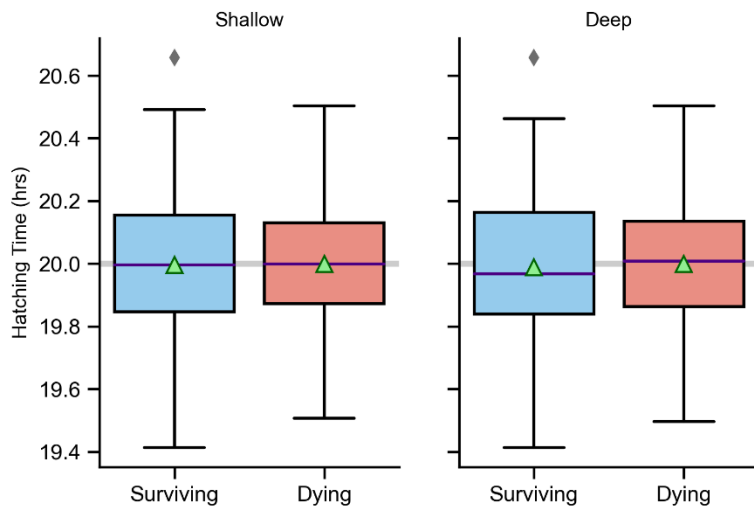 Shallow
Deep
Hatching Time (hrs)
20.6
20.4
20.2
20.0
19.8
19.6
19.4
Surviving
Dying
Surviving
Dying